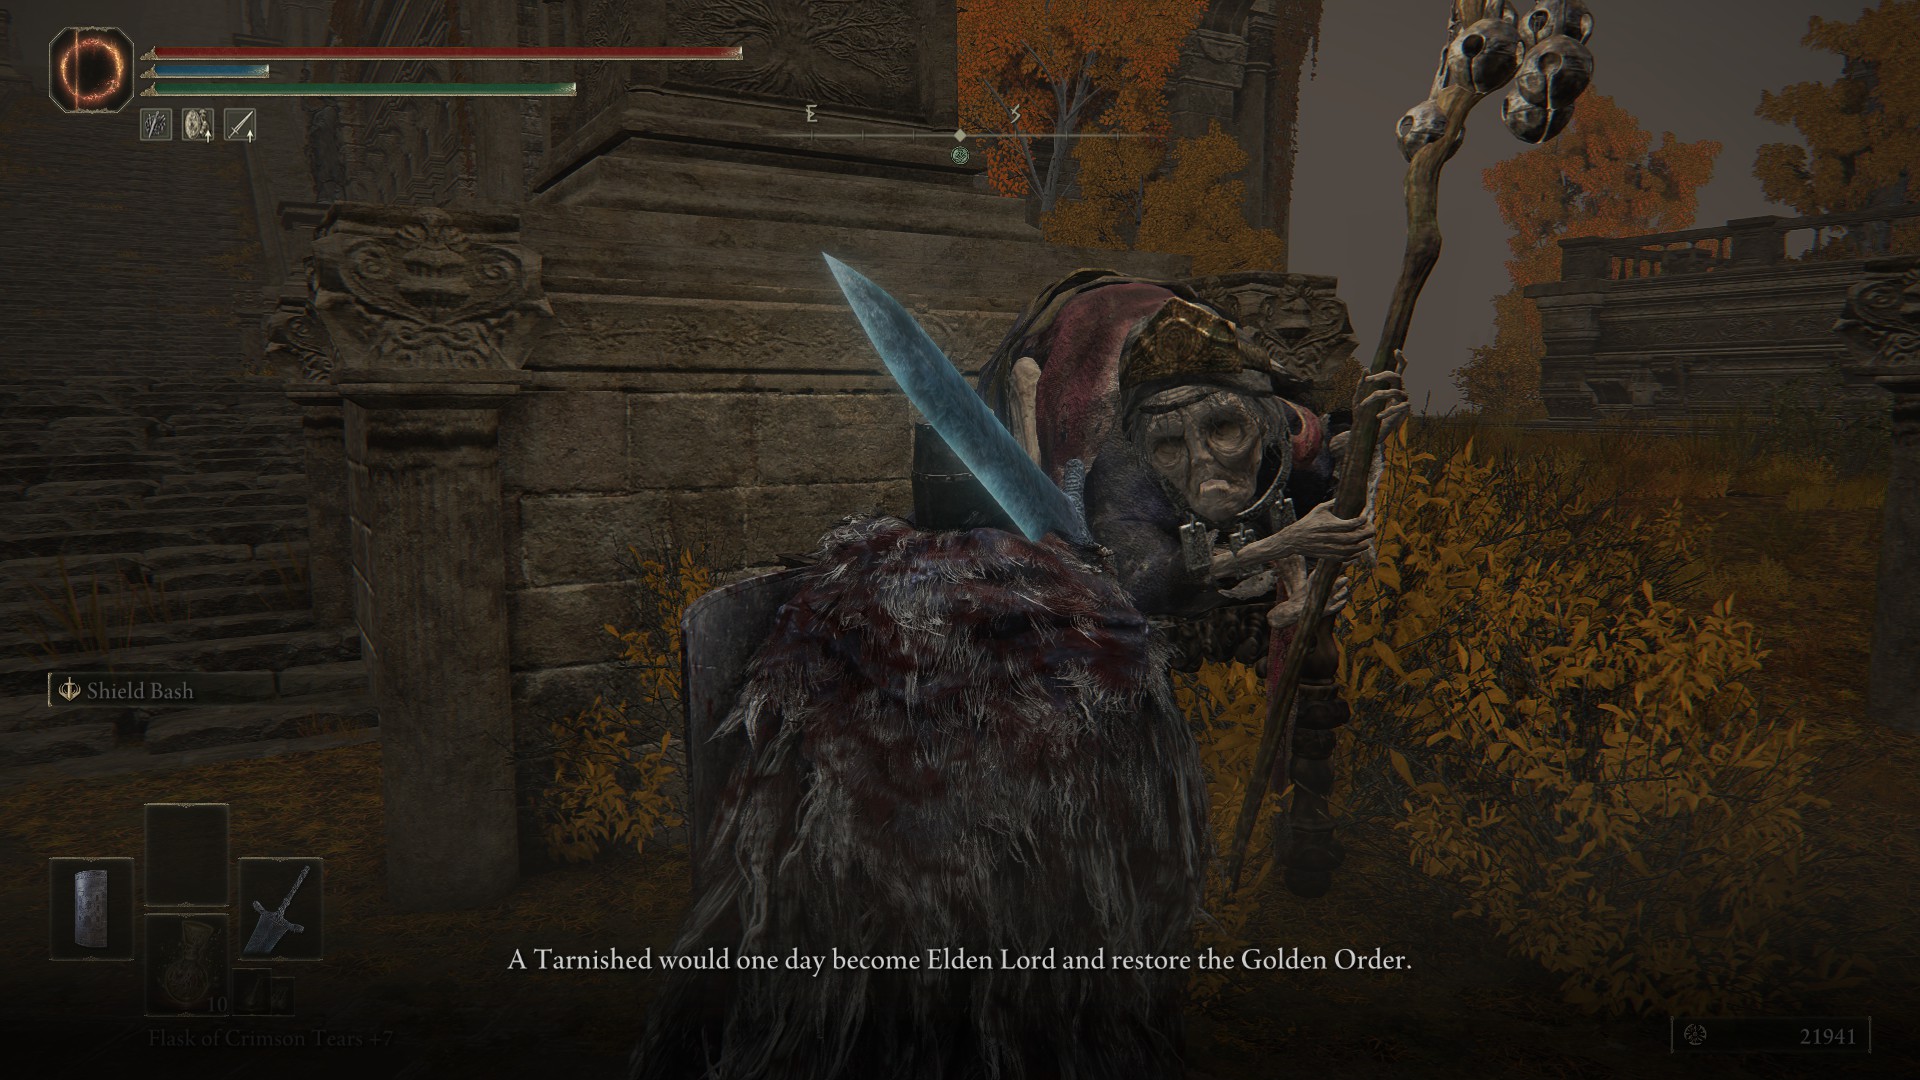 E
S
Shield Bash
A Tarnished would one day become Elden Lord and restore the Golden Order.
10
Flask of Crimson Tears +7
21941